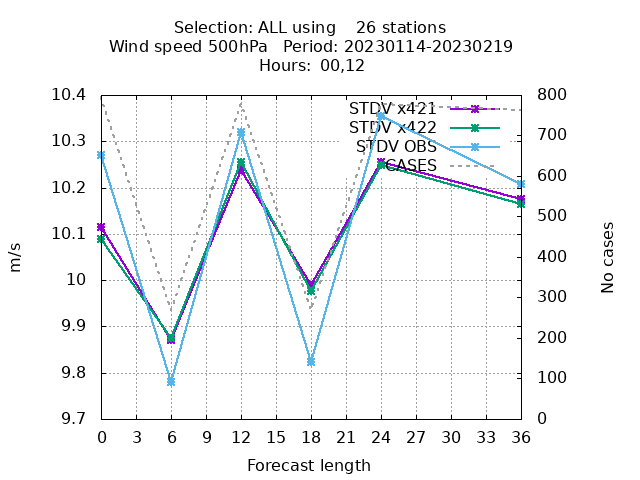 Selection: ALL using    26 stations
Wind speed 500hPa   Period: 20230114-20230219
Hours:  00,12
10.4
10.3
10.2
10.1
10
9.9
9.8
9.7
m/s
800
700
600
500
400
300
200
100
0
No cases
STDV x421
STDV x422
STDV OBS
CASES
0 3 6 9 12 15 18 21 24 27 30 33 36
Forecast length